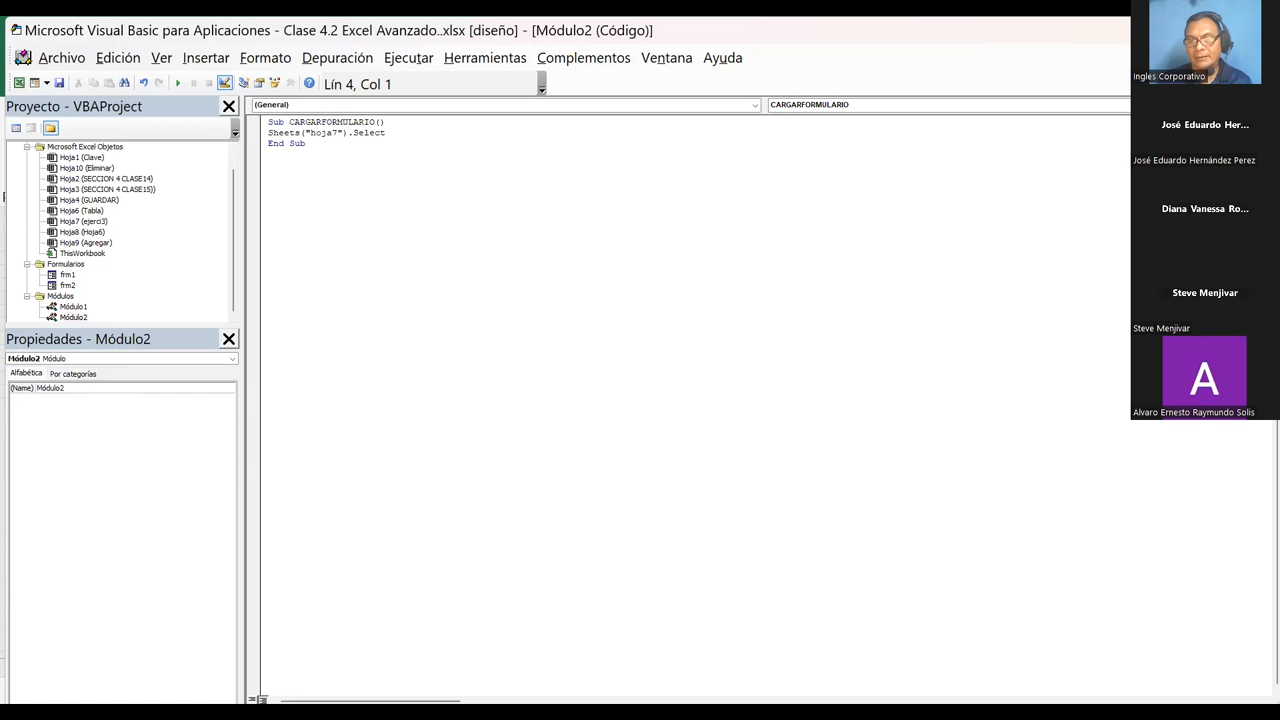 Microsoft Visual Basic para Aplicaciones - Clase 4.2 Excel Avanzado..xlsx [diseño] - [Módulo2 (Código)]
Archivo Edición Ver Insertar Formato Depuración Ejecutar Herramientas Complementos Ventana Ayuda
Lín 4, Col 1
Proyecto - VBAProject
Microsoft Excel Objetos
Hoja1 (Clave)
Hoja10 (Eliminar)
Hoja2 (SECCION 4 CLASE14)
Hoja3 (SECCION 4 CLASE15))
Hoja4 (GUARDAR)
Hoja6 (Tabla)
Hoja7 (ejerci3)
Hoja8 (Hoja6)
Hoja9 (Agregar)
ThisWorkbook
Formularios
frm1
frm2
Módulos
Módulo1
Módulo2
Propiedades - Módulo2
Módulo2 Módulo
Alfabética Por categorías
(Name) Módulo2
(General) CARGARFORMULARIO
Sub CARGARFORMULARIO()
Sheets("hoja7").Select
End Sub
Ingles Corporativo
José Eduardo Her...
José Eduardo Hernández Perez
Diana Vanessa Ro...
Steve Menjivar
Steve Menjivar
A
Alvaro Ernesto Raymundo Solis